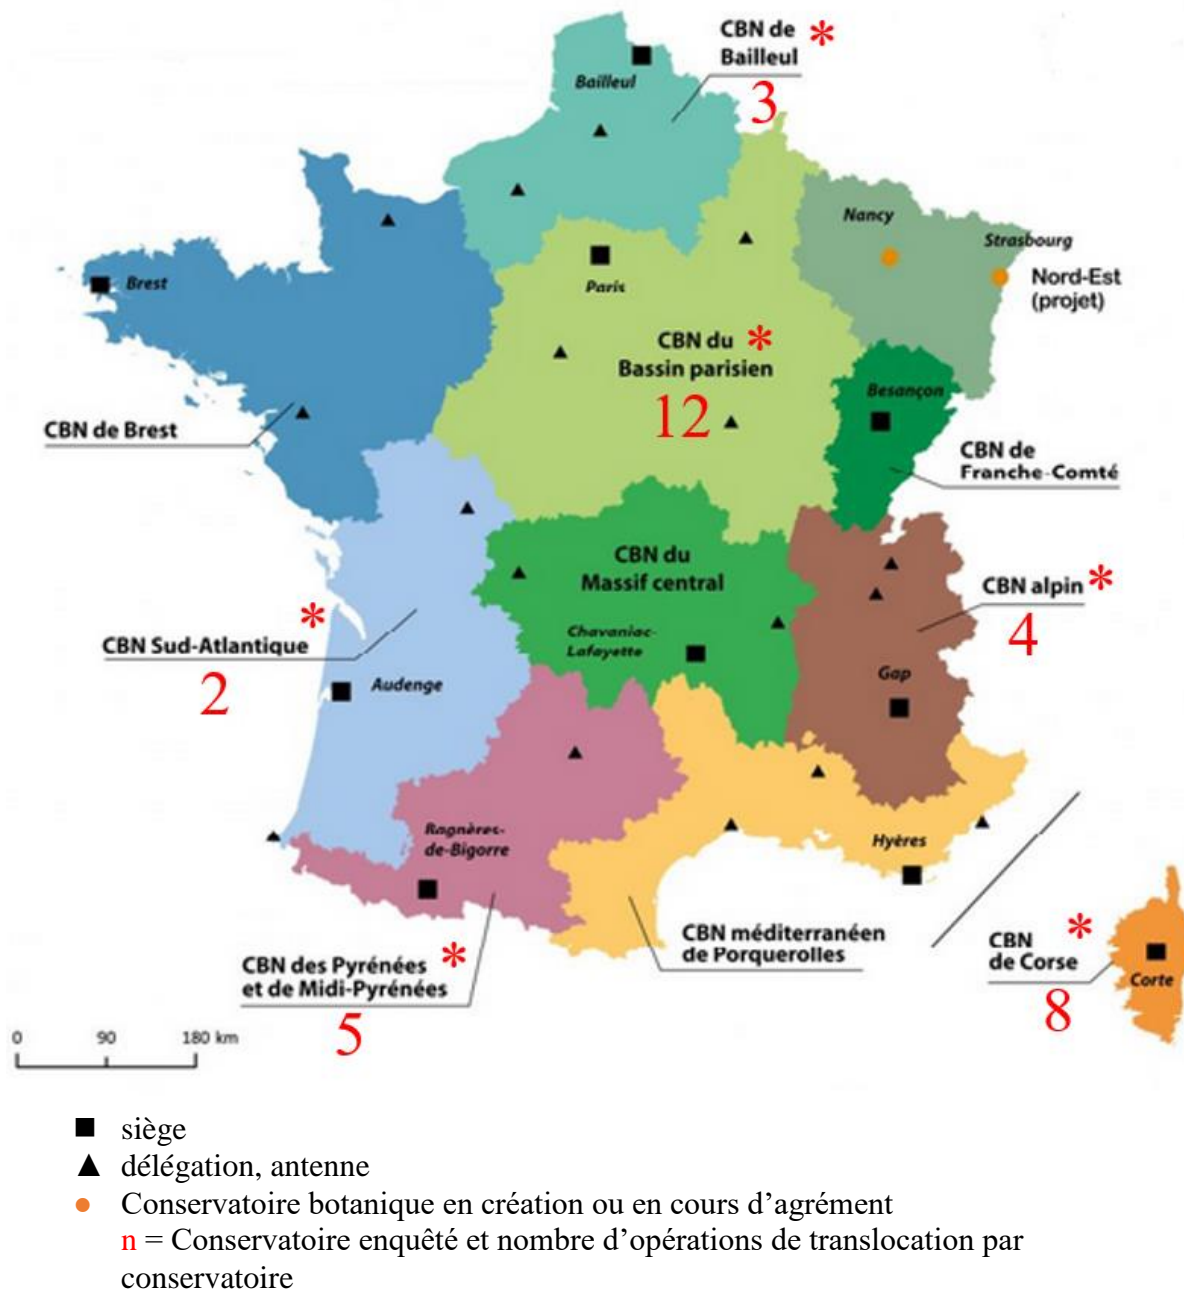 CBN de *
Bailleul
3
Bailleul
Nancy
Strasbourg
Nord-Est
(projet)
Brest
Paris
CBN du *
Bassin parisien
12
Besançon
CBN de Brest
CBN de
Franche-Comté
CBN du
Massif central
CBN alpin *
4
*
CBN Sud-Atlantique
2
Chavaniac-
Lafayette
Gap
Audenge
Bagnères-
de-Bigorre
Hyères
CBN méditerranéen
de Porquerolles
CBN *
de Corse
8
Corte
CBN des Pyrénées *
et de Midi-Pyrénées
5
0 90 180 km
siège
délégation, antenne
Conservatoire botanique en création ou en cours d’agrément
n = Conservatoire enquêté et nombre d’opérations de translocation par
conservatoire